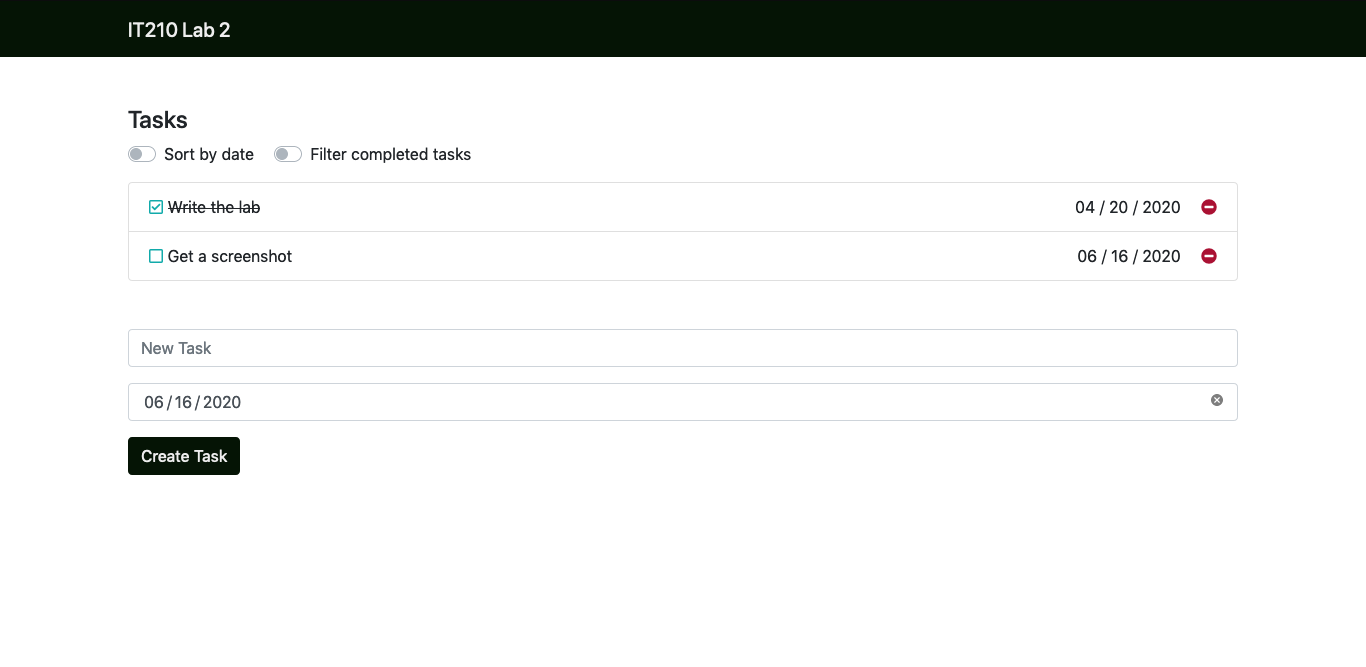 IT210 Lab 2
Tasks
Sort by date Filter completed tasks
Write the lab 04 / 20 / 2020
Get a screenshot 06 / 16 / 2020
New Task
06 / 16 / 2020
Create Task